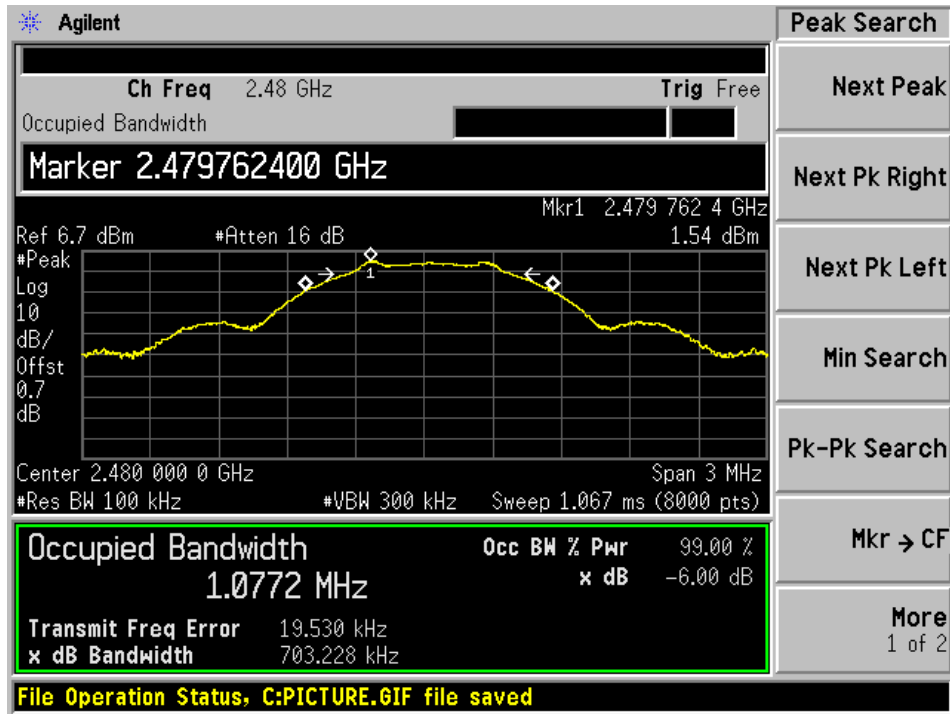 Agilent
Peak Search
Ch Freq 2.48 GHz Trig Free
Occupied Bandwidth
Marker 2.479762400 GHz
Mkr1 2.479 762 4 GHz
Ref 6.7 dBm #Atten 16 dB 1.54 dBm
#Peak
Log
10
dB/
Offst
0.7
dB
1
Center 2.480 000 0 GHz Span 3 MHz
#Res BW 100 kHz #VBW 300 kHz Sweep 1.067 ms (8000 pts)
Occupied Bandwidth Occ BW % Pwr 99.00 %
1.0772 MHz x dB -6.00 dB
Transmit Freq Error 19.530 kHz
x dB Bandwidth 703.228 kHz
File Operation Status, C:PICTURE.GIF file saved
Next Peak
Next Pk Right
Next Pk Left
Min Search
Pk-Pk Search
Mkr → CF
More
1 of 2